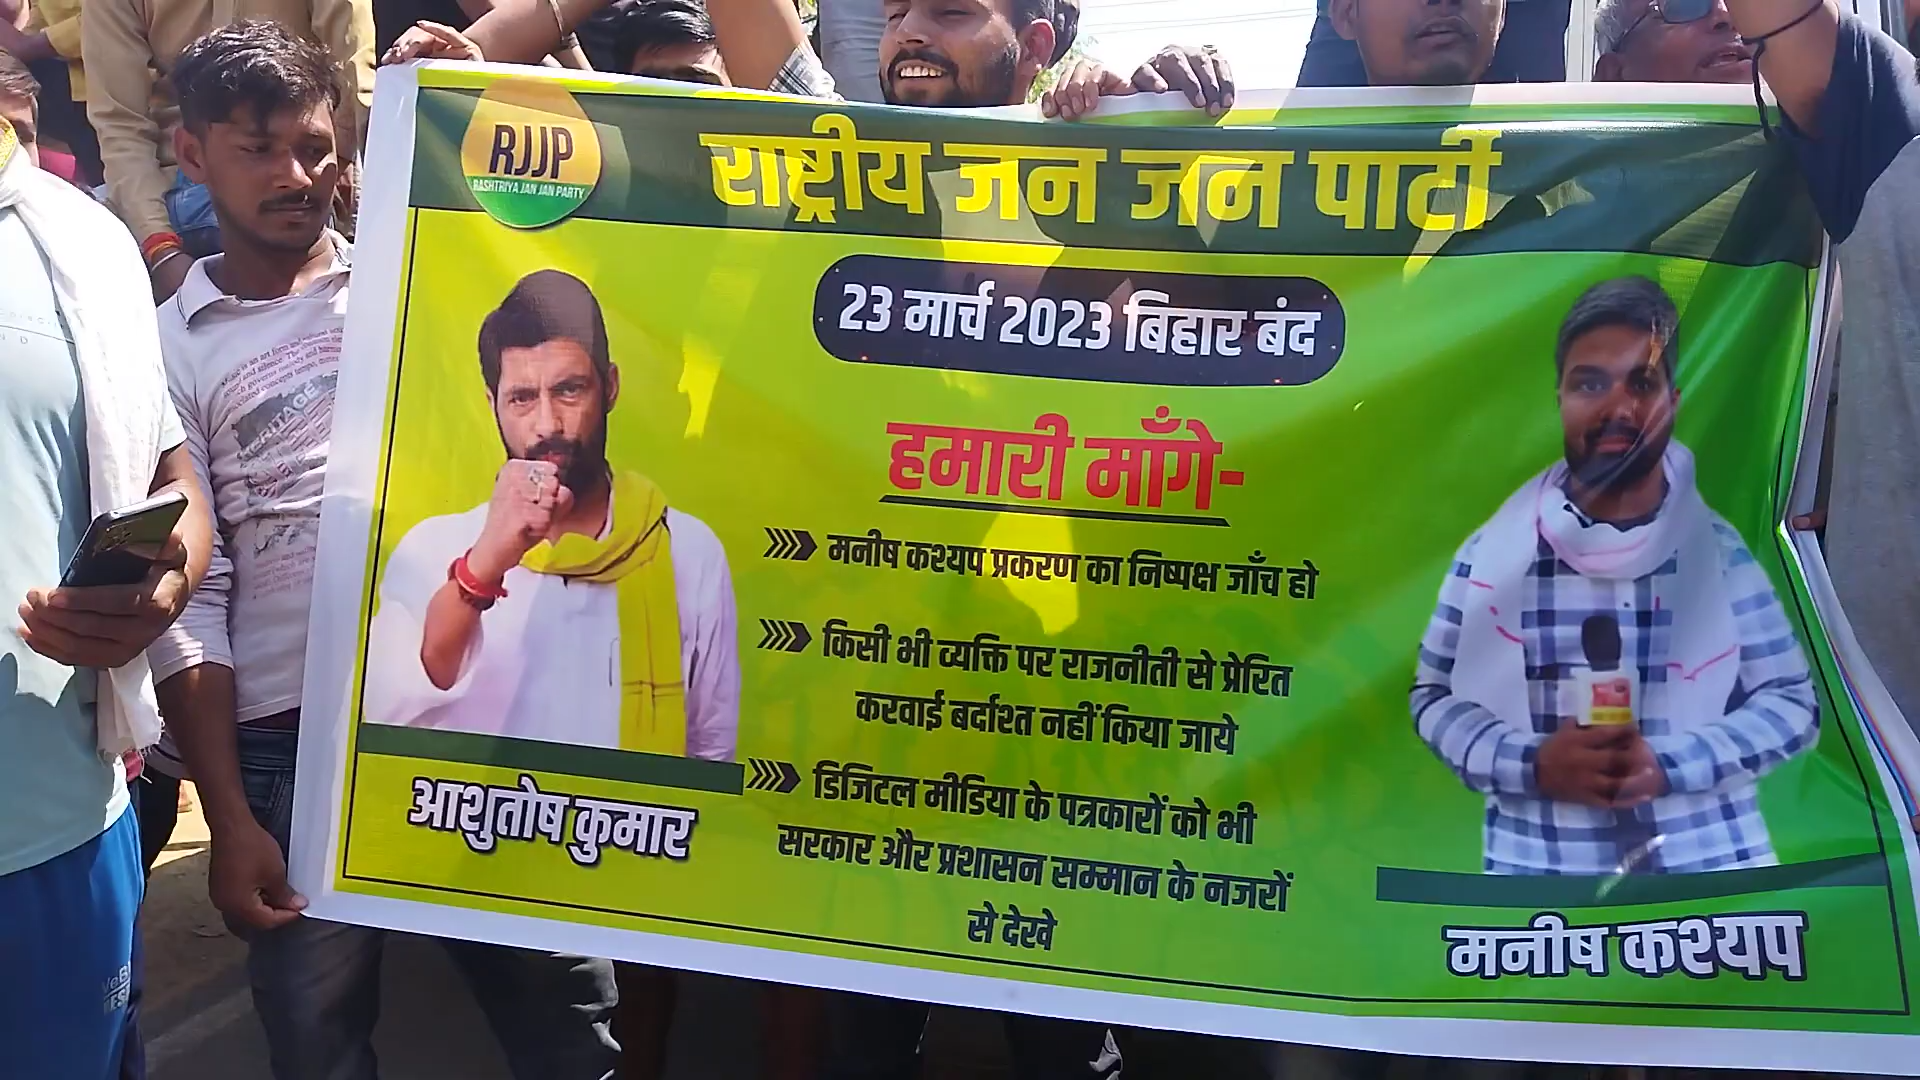 RJJP
RASHTRIYA JAN JAN PARTY
राष्ट्रीय जन जन पार्टी
23 मार्च 2023 बिहार बंद
हमारी माँगे-
मनीष कश्यप प्रकरण का निष्पक्ष जाँच हो
किसी भी व्यक्ति पर राजनीती से प्रेरित
करवाई बर्दाश्त नहीं किया जाये
डिजिटल मीडिया के पत्रकारों को भी
सरकार और प्रशासन सम्मान के नजरों
से देखे
आशुतोष कुमार
मनीष कश्यप
HERITAGE